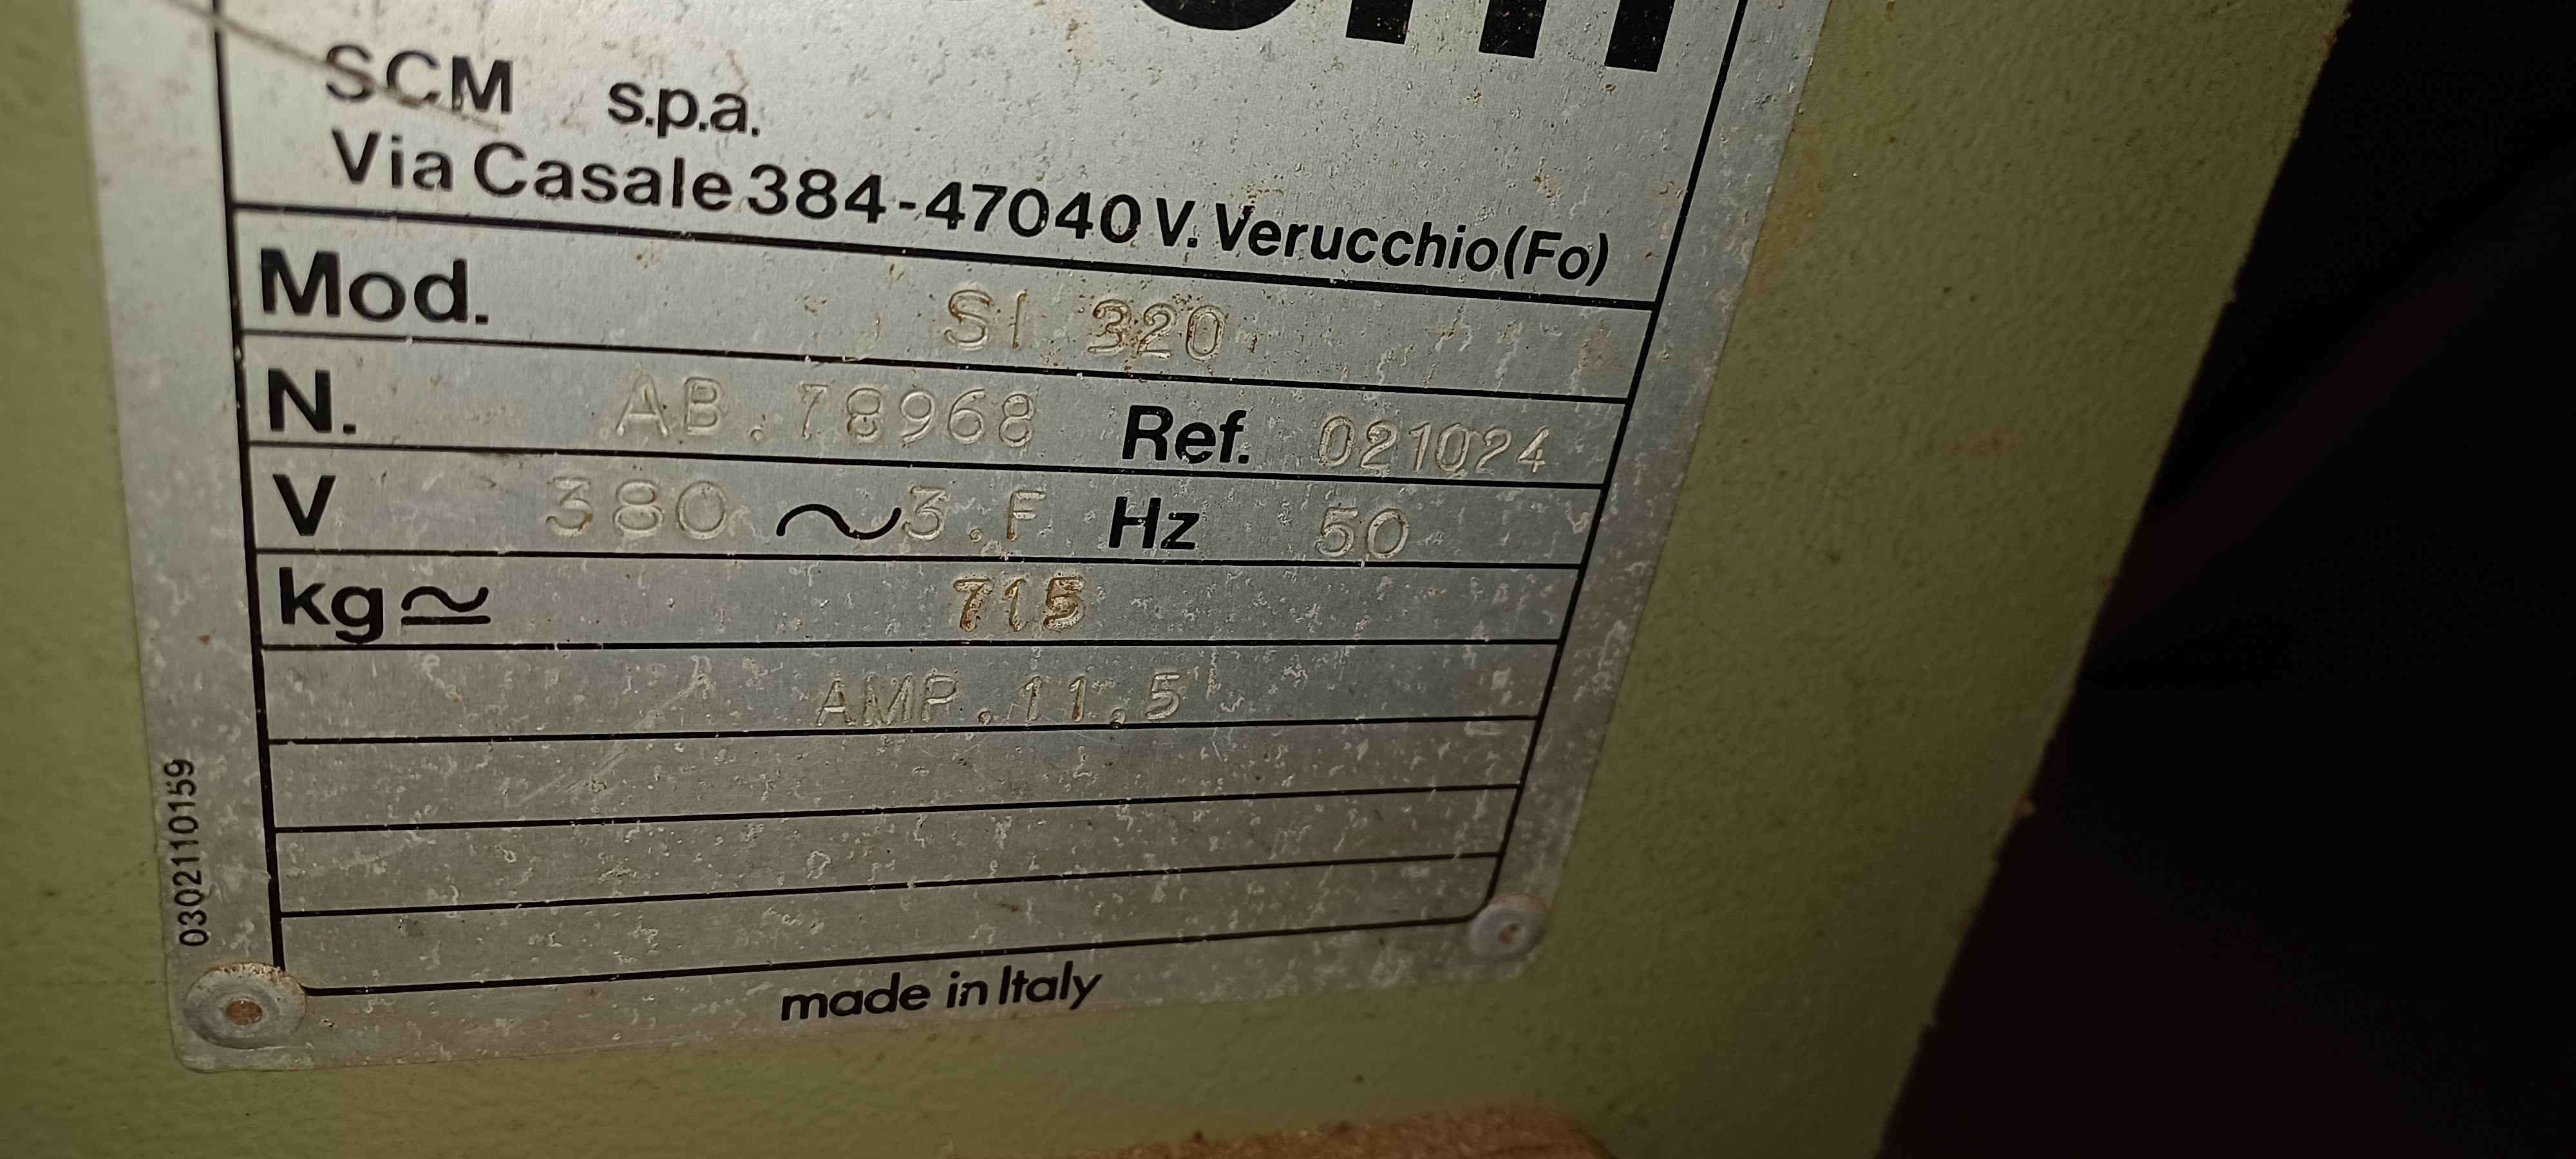 SCM s.p.a.
Via Casale 384-47040 V. Verucchio (Fo)
Mod. SI 320
N. AB.78968 Ref. 021024
V 380 ~ 3.F Hz 50
kg ≃ 715
AMP.11,5
0302110159
made in Italy